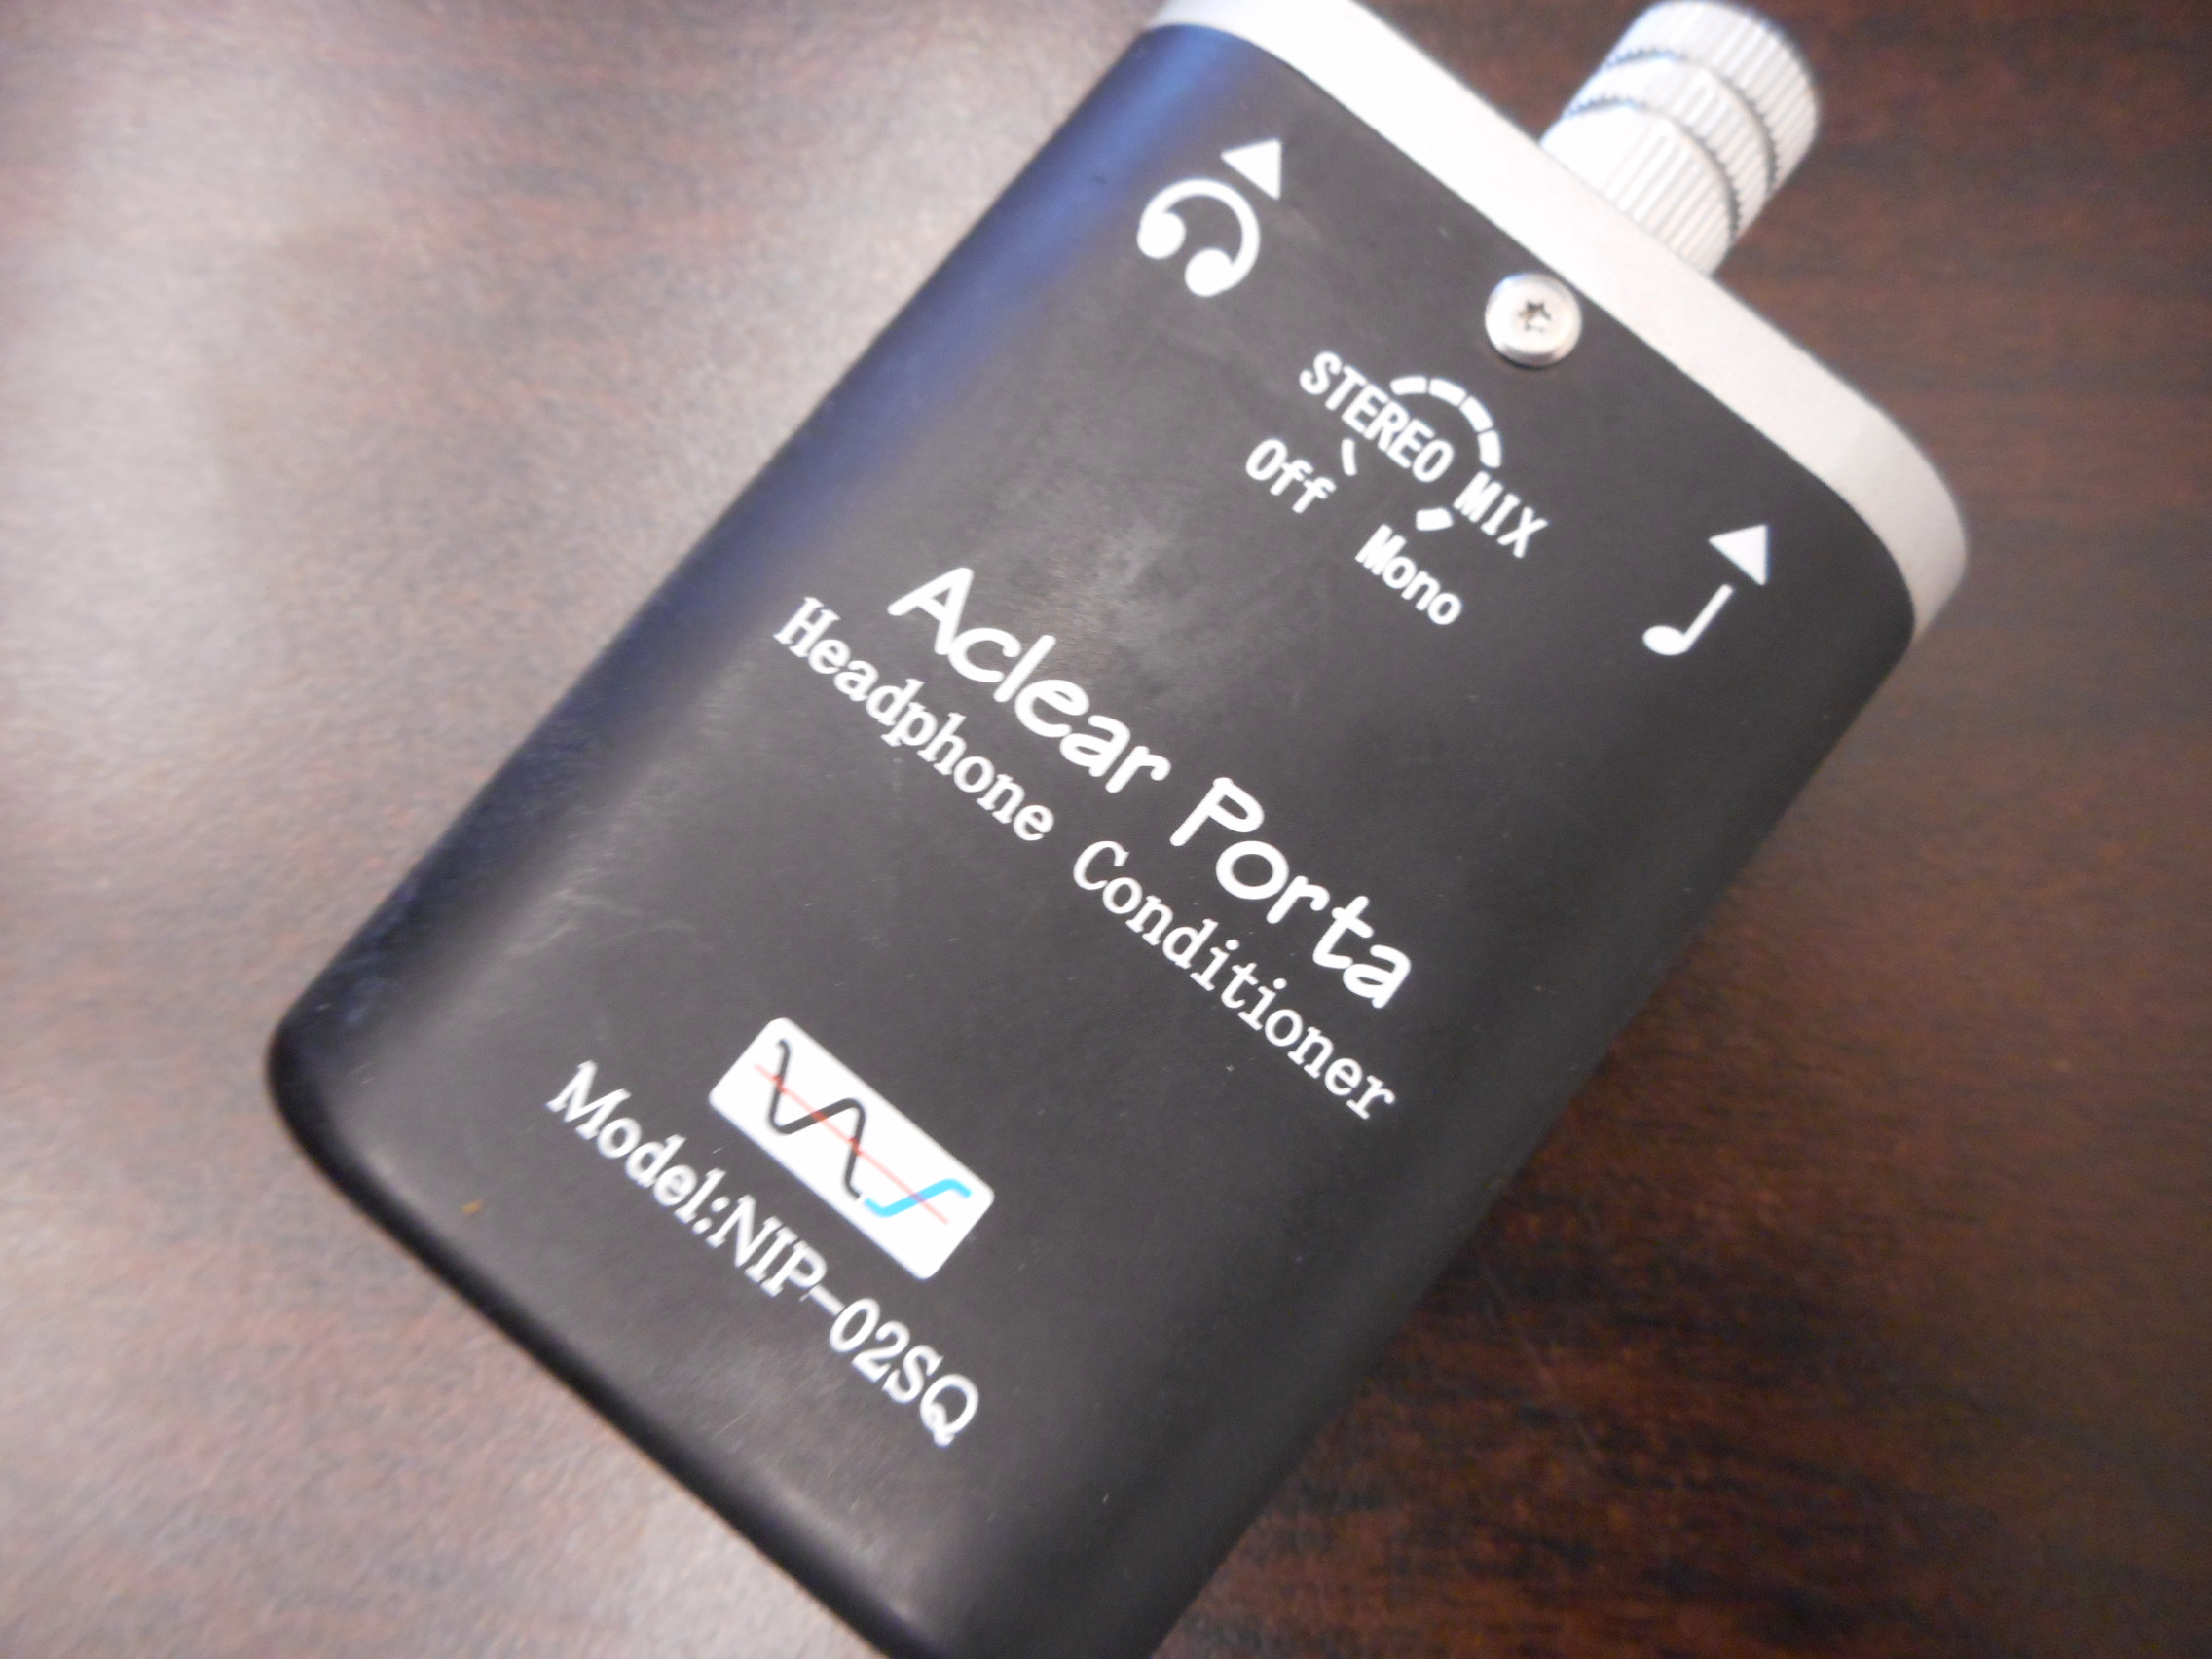 STEREO MIX
Off Mono
Aclear Porta
Headphone Conditioner
Model:NIP-02SQ